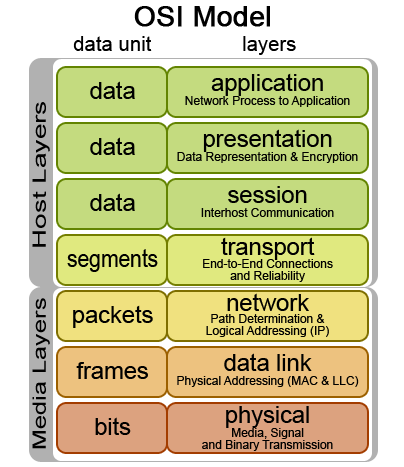 OSI Model
data unit layers
Host Layers
data application
Network Process to Application
data presentation
Data Representation & Encryption
data session
Interhost Communication
segments transport
End-to-End Connections
and Reliability
Media Layers
packets network
Path Determination &
Logical Addressing (IP)
frames data link
Physical Addressing (MAC & LLC)
bits physical
Media, Signal
and Binary Transmission